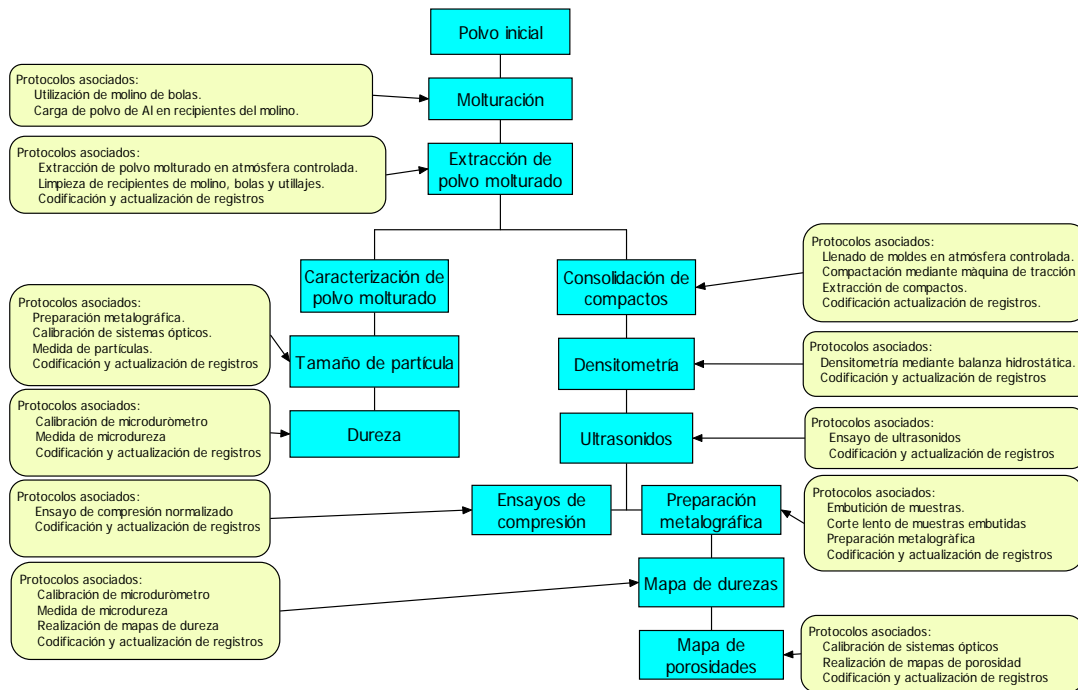 Polvo inicial
Protocolos asociados:
Utilización de molino de bolas.
Carga de polvo de Al en recipientes del molino.
Molturación
Protocolos asociados:
Extracción de polvo molturado en atmósfera controlada.
Limpieza de recipientes de molino, bolas y utillajes.
Codificación y actualización de registros
Extracción de
polvo molturado
Caracterización de
polvo molturado
Consolidación de
compactos
Protocolos asociados:
Llenado de moldes en atmósfera controlada.
Compactación mediante màquina de tracción
Extracción de compactos.
Codificación actualización de registros.
Protocolos asociados:
Preparación metalográfica.
Calibración de sistemas ópticos.
Medida de partículas.
Codificación y actualización de registros
Tamaño de partícula
Densitometría
Protocolos asociados:
Densitometría mediante balanza hidrostática.
Codificación y actualización de registros
Protocolos asociados:
Calibración de microduròmetro
Medida de microdureza
Codificación y actualización de registros
Dureza
Ultrasonidos
Protocolos asociados:
Ensayo de ultrasonidos
Codificación y actualización de registros
Protocolos asociados:
Ensayo de compresión normalizado
Codificación y actualización de registros
Ensayos de
compresión
Preparación
metalográfica
Protocolos asociados:
Embutición de muestras.
Corte lento de muestras embutidas
Preparación metalogràfica
Codificación y actualización de registros
Protocolos asociados:
Calibración de microduròmetro
Medida de microdureza
Realización de mapas de dureza
Codificación y actualización de registros
Mapa de durezas
Mapa de
porosidades
Protocolos asociados:
Calibración de sistemas ópticos
Realización de mapas de porosidad
Codificación y actualización de registros